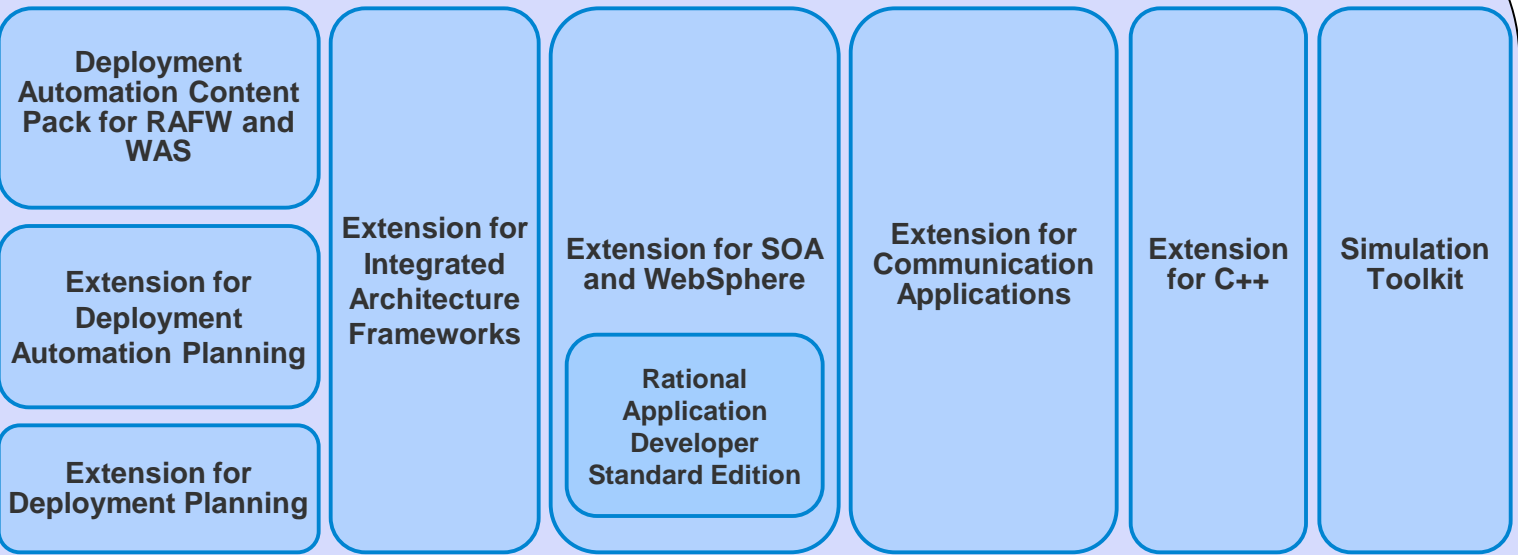 Deployment
Automation Content
Pack for RAFW and
WAS
Extension for
Deployment
Automation Planning
Extension for
Deployment Planning
Extension for
Integrated
Architecture
Frameworks
Extension for SOA
and WebSphere
Rational
Application
Developer
Standard Edition
Extension for
Communication
Applications
Extension
for C++
Simulation
Toolkit